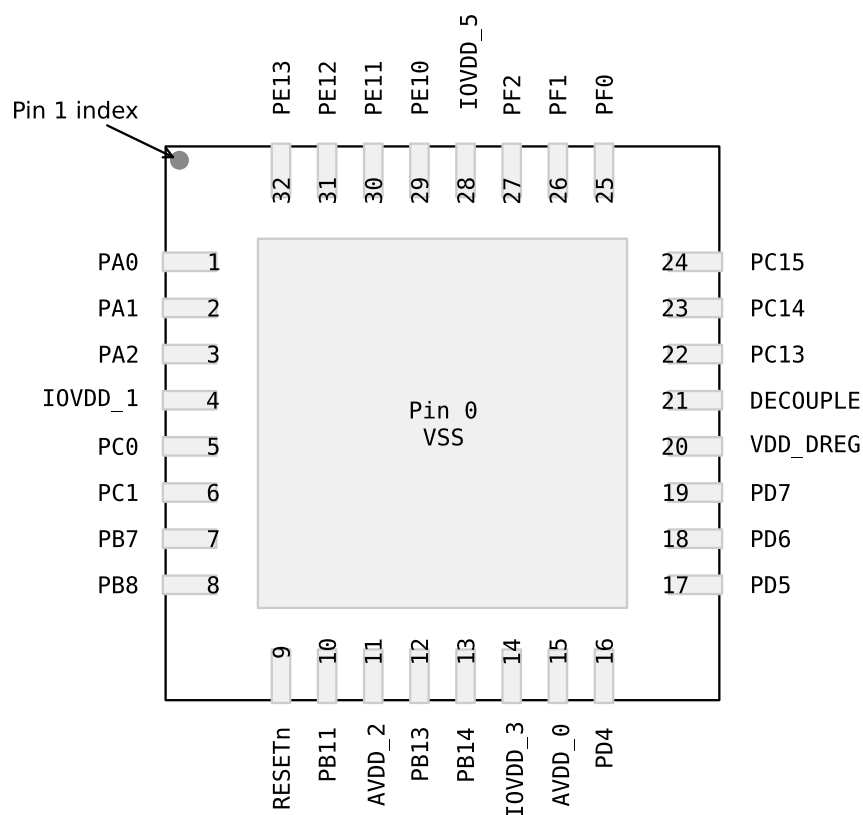 PE13
PE12
PE11
PE10
IOVDD_5
PF2
PF1
PF0
Pin 1 index
32
31
30
29
28
27
26
25
PA0 1
PA1 2
PA2 3
IOVDD_1 4
PC0 5
PC1 6
PB7 7
PB8 8
Pin 0
VSS
24 PC15
23 PC14
22 PC13
21 DECOUPLE
20 VDD_DREG
19 PD7
18 PD6
17 PD5
9
10
11
12
13
14
15
16
RESETn
PB11
AVDD_2
PB13
PB14
IOVDD_3
AVDD_0
PD4